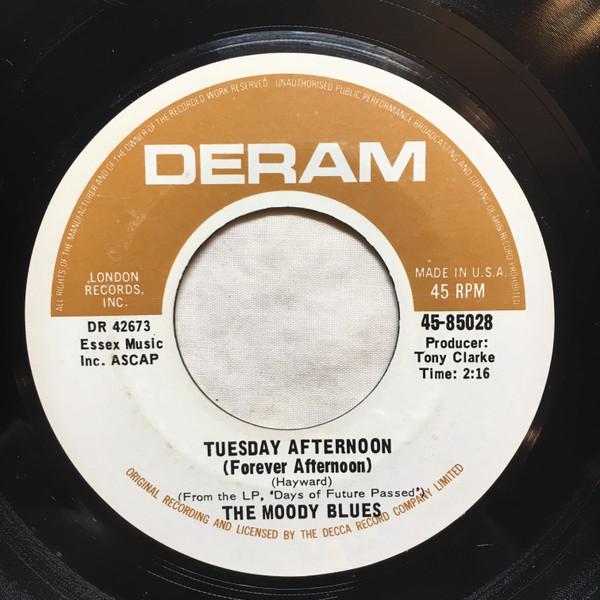 ALL RIGHTS OF THE MANUFACTURER AND OF THE OWNER OF THE RECORDED WORK RESERVED. UNAUTHORISED PUBLIC PERFORMANCE BROADCASTING AND COPYING OF THIS RECORD PROHIBITED
DERAM
LONDON
RECORDS,
INC.
MADE IN U.S.A.
45 RPM
DR 42673
Essex Music
Inc. ASCAP
45-85028
Producer:
Tony Clarke
Time: 2:16
TUESDAY AFTERNOON
(Forever Afternoon)
(Hayward)
(From the LP, "Days of Future Passed")
THE MOODY BLUES
ORIGINAL RECORDING AND LICENSED BY THE DECCA RECORD COMPANY LIMITED